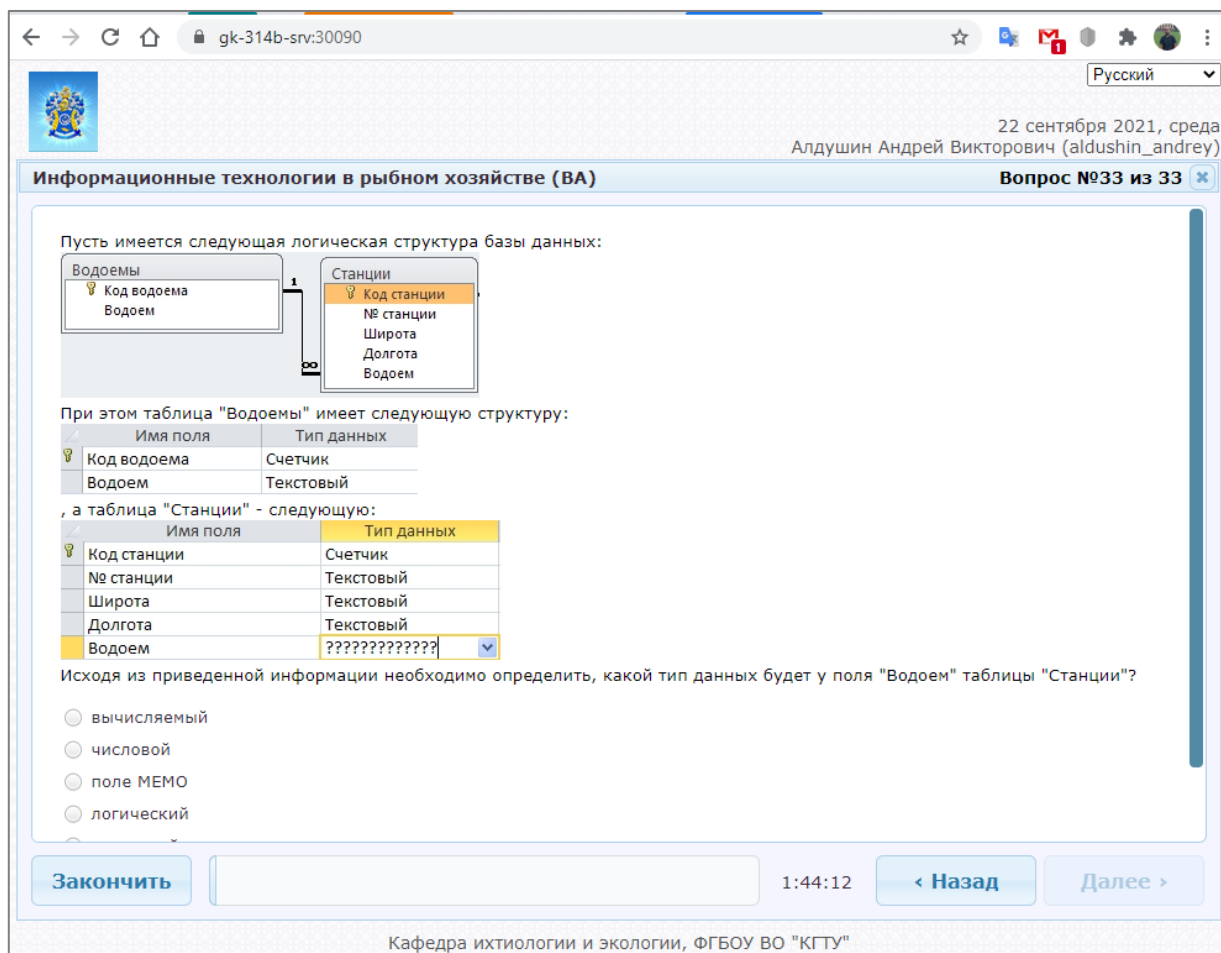 gk-314b-srv:30090
1
Русский
22 сентября 2021, среда
Алдушин Андрей Викторович (aldushin_andrey)
Информационные технологии в рыбном хозяйстве (ВА) Вопрос №33 из 33
Пусть имеется следующая логическая структура базы данных:
Водоемы
Код водоема
Водоем
1
∞
Станции
Код станции
№ станции
Широта
Долгота
Водоем
При этом таблица "Водоемы" имеет следующую структуру:
Имя поля Тип данных
Код водоема Счетчик
Водоем Текстовый
, а таблица "Станции" - следующую:
Имя поля Тип данных
Код станции Счетчик
№ станции Текстовый
Широта Текстовый
Долгота Текстовый
Водоем ?????????????
Исходя из приведенной информации необходимо определить, какой тип данных будет у поля "Водоем" таблицы "Станции"?
вычисляемый
числовой
поле МЕМО
логический
Закончить 1:44:12 ‹ Назад Далее ›
Кафедра ихтиологии и экологии, ФГБОУ ВО "КГТУ"